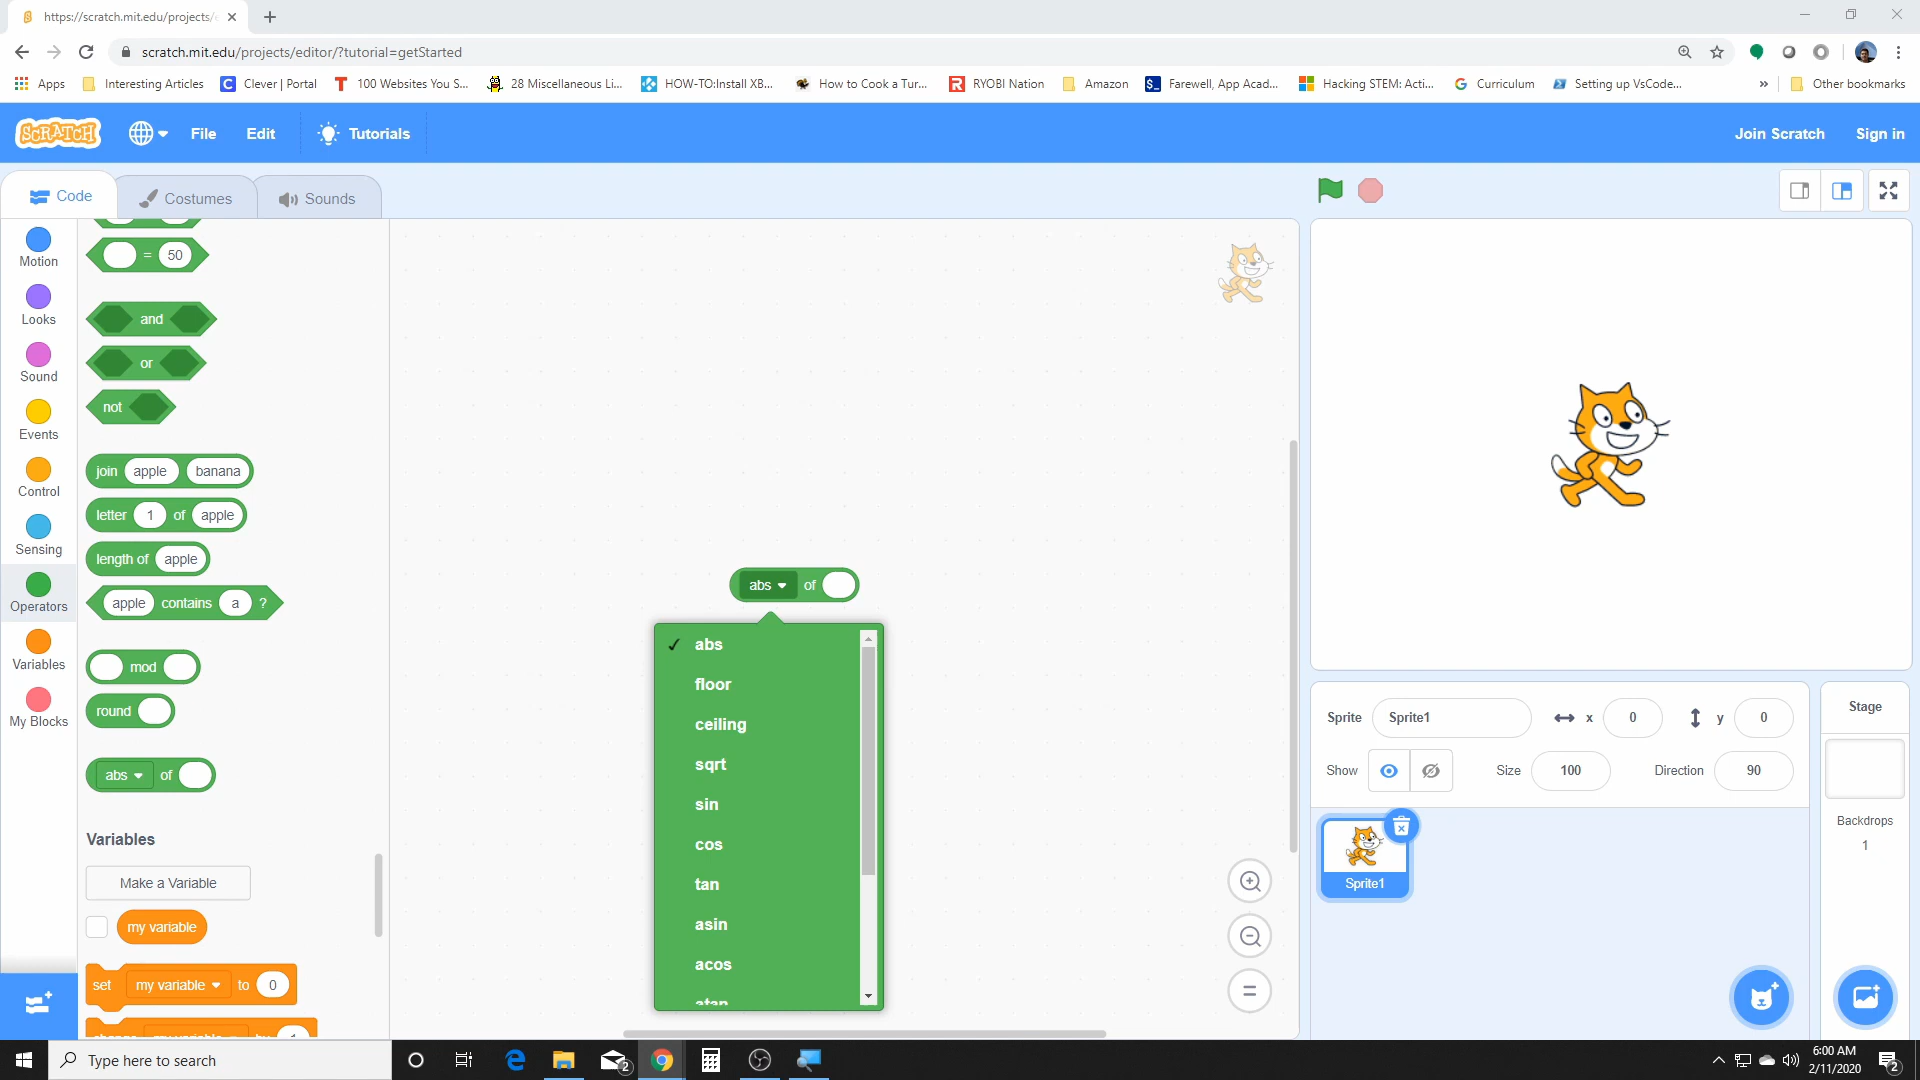 https://scratch.mit.edu/projects/e
scratch.mit.edu/projects/editor/?tutorial=getStarted
Apps
Interesting Articles
Clever | Portal
100 Websites You S...
28 Miscellaneous Li...
HOW-TO:Install XB...
How to Cook a Tur...
RYOBI Nation
Amazon
Farewell, App Acad...
Hacking STEM: Acti...
Curriculum
Setting up VsCode...
»
Other bookmarks
SCRATCH
File
Edit
Tutorials
Join Scratch
Sign in
Code
Costumes
Sounds
Motion
Looks
Sound
Events
Control
Sensing
Operators
Variables
My Blocks
= 50
and
or
not
join apple banana
letter 1 of apple
length of apple
apple contains a ?
mod
round
abs of
Variables
Make a Variable
my variable
set my variable to 0
abs of
abs
floor
ceiling
sqrt
sin
cos
tan
asin
acos
atan
Sprite Sprite1 x 0 y 0
Show Size 100 Direction 90
Sprite1
Stage
Backdrops
1
Type here to search
2
6:00 AM
2/11/2020
2